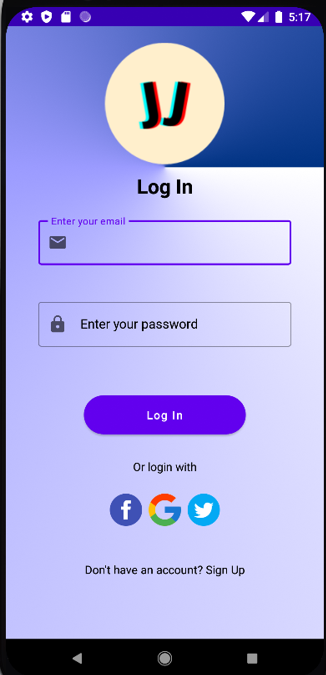 5:17
JJ
Log In
Enter your email
Enter your password
Log In
Or login with
f G
Don't have an account? Sign Up